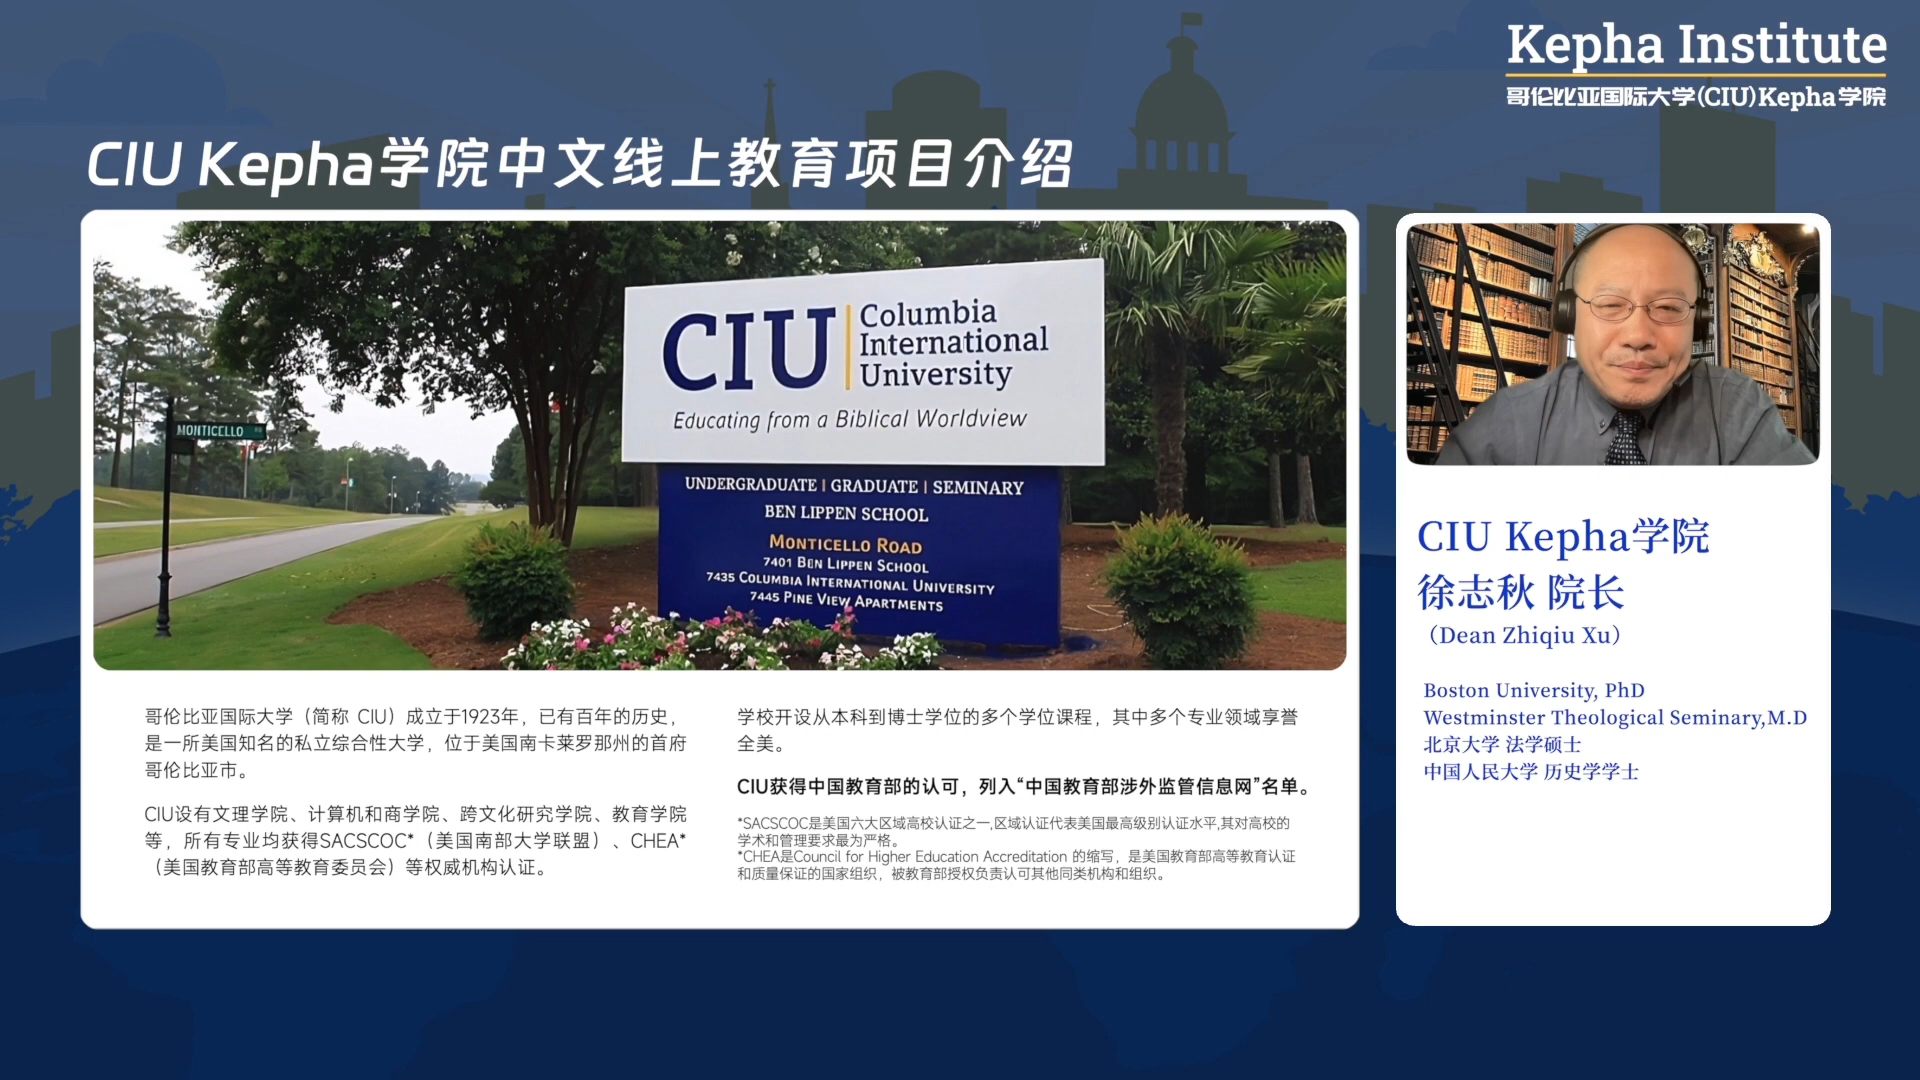 Kepha Institute
哥伦比亚国际大学(CIU)Kepha学院
CIU Kepha学院中文线上教育项目介绍
MONTICELLO RD
CIU
Columbia
International
University
Educating from a Biblical Worldview
UNDERGRADUATE | GRADUATE | SEMINARY
BEN LIPPEN SCHOOL
MONTICELLO ROAD
7401 BEN LIPPEN SCHOOL
7435 COLUMBIA INTERNATIONAL UNIVERSITY
7445 PINE VIEW APARTMENTS
哥伦比亚国际大学（简称 CIU）成立于1923年，已有百年的历史，
是一所美国知名的私立综合性大学，位于美国南卡莱罗那州的首府
哥伦比亚市。
CIU设有文理学院、计算机和商学院、跨文化研究学院、教育学院
等，所有专业均获得SACSCOC*（美国南部大学联盟）、CHEA*
（美国教育部高等教育委员会）等权威机构认证。
学校开设从本科到博士学位的多个学位课程，其中多个专业领域享誉
全美。
CIU获得中国教育部的认可，列入“中国教育部涉外监管信息网”名单。
*SACSCOC是美国六大区域高校认证之一,区域认证代表美国最高级别认证水平,其对高校的
学术和管理要求最为严格。
*CHEA是Council for Higher Education Accreditation 的缩写，是美国教育部高等教育认证
和质量保证的国家组织，被教育部授权负责认可其他同类机构和组织。
CIU Kepha学院
徐志秋 院长
（Dean Zhiqiu Xu）
Boston University, PhD
Westminster Theological Seminary,M.D
北京大学 法学硕士
中国人民大学 历史学学士